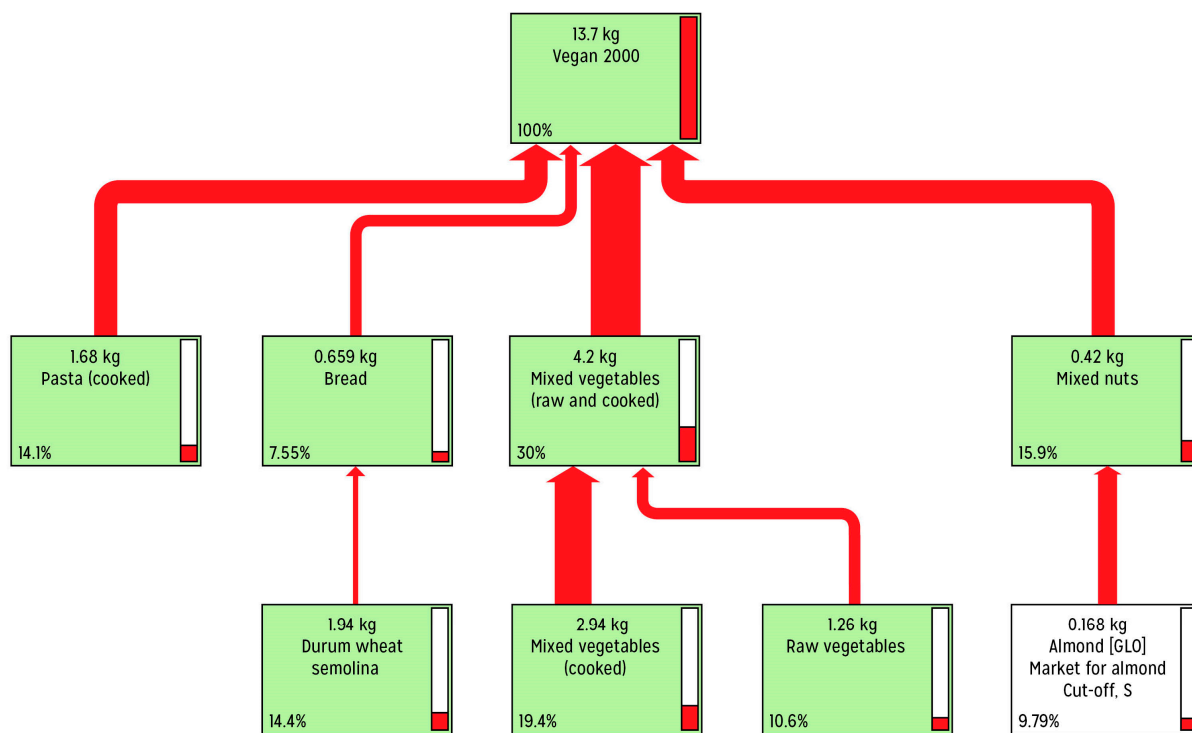 13.7 kg
Vegan 2000
100%
1.68 kg
Pasta (cooked)
14.1%
0.659 kg
Bread
7.55%
4.2 kg
Mixed vegetables
(raw and cooked)
30%
0.42 kg
Mixed nuts
15.9%
1.94 kg
Durum wheat
semolina
14.4%
2.94 kg
Mixed vegetables
(cooked)
19.4%
1.26 kg
Raw vegetables
10.6%
0.168 kg
Almond [GLO]
Market for almond
Cut-off, S
9.79%